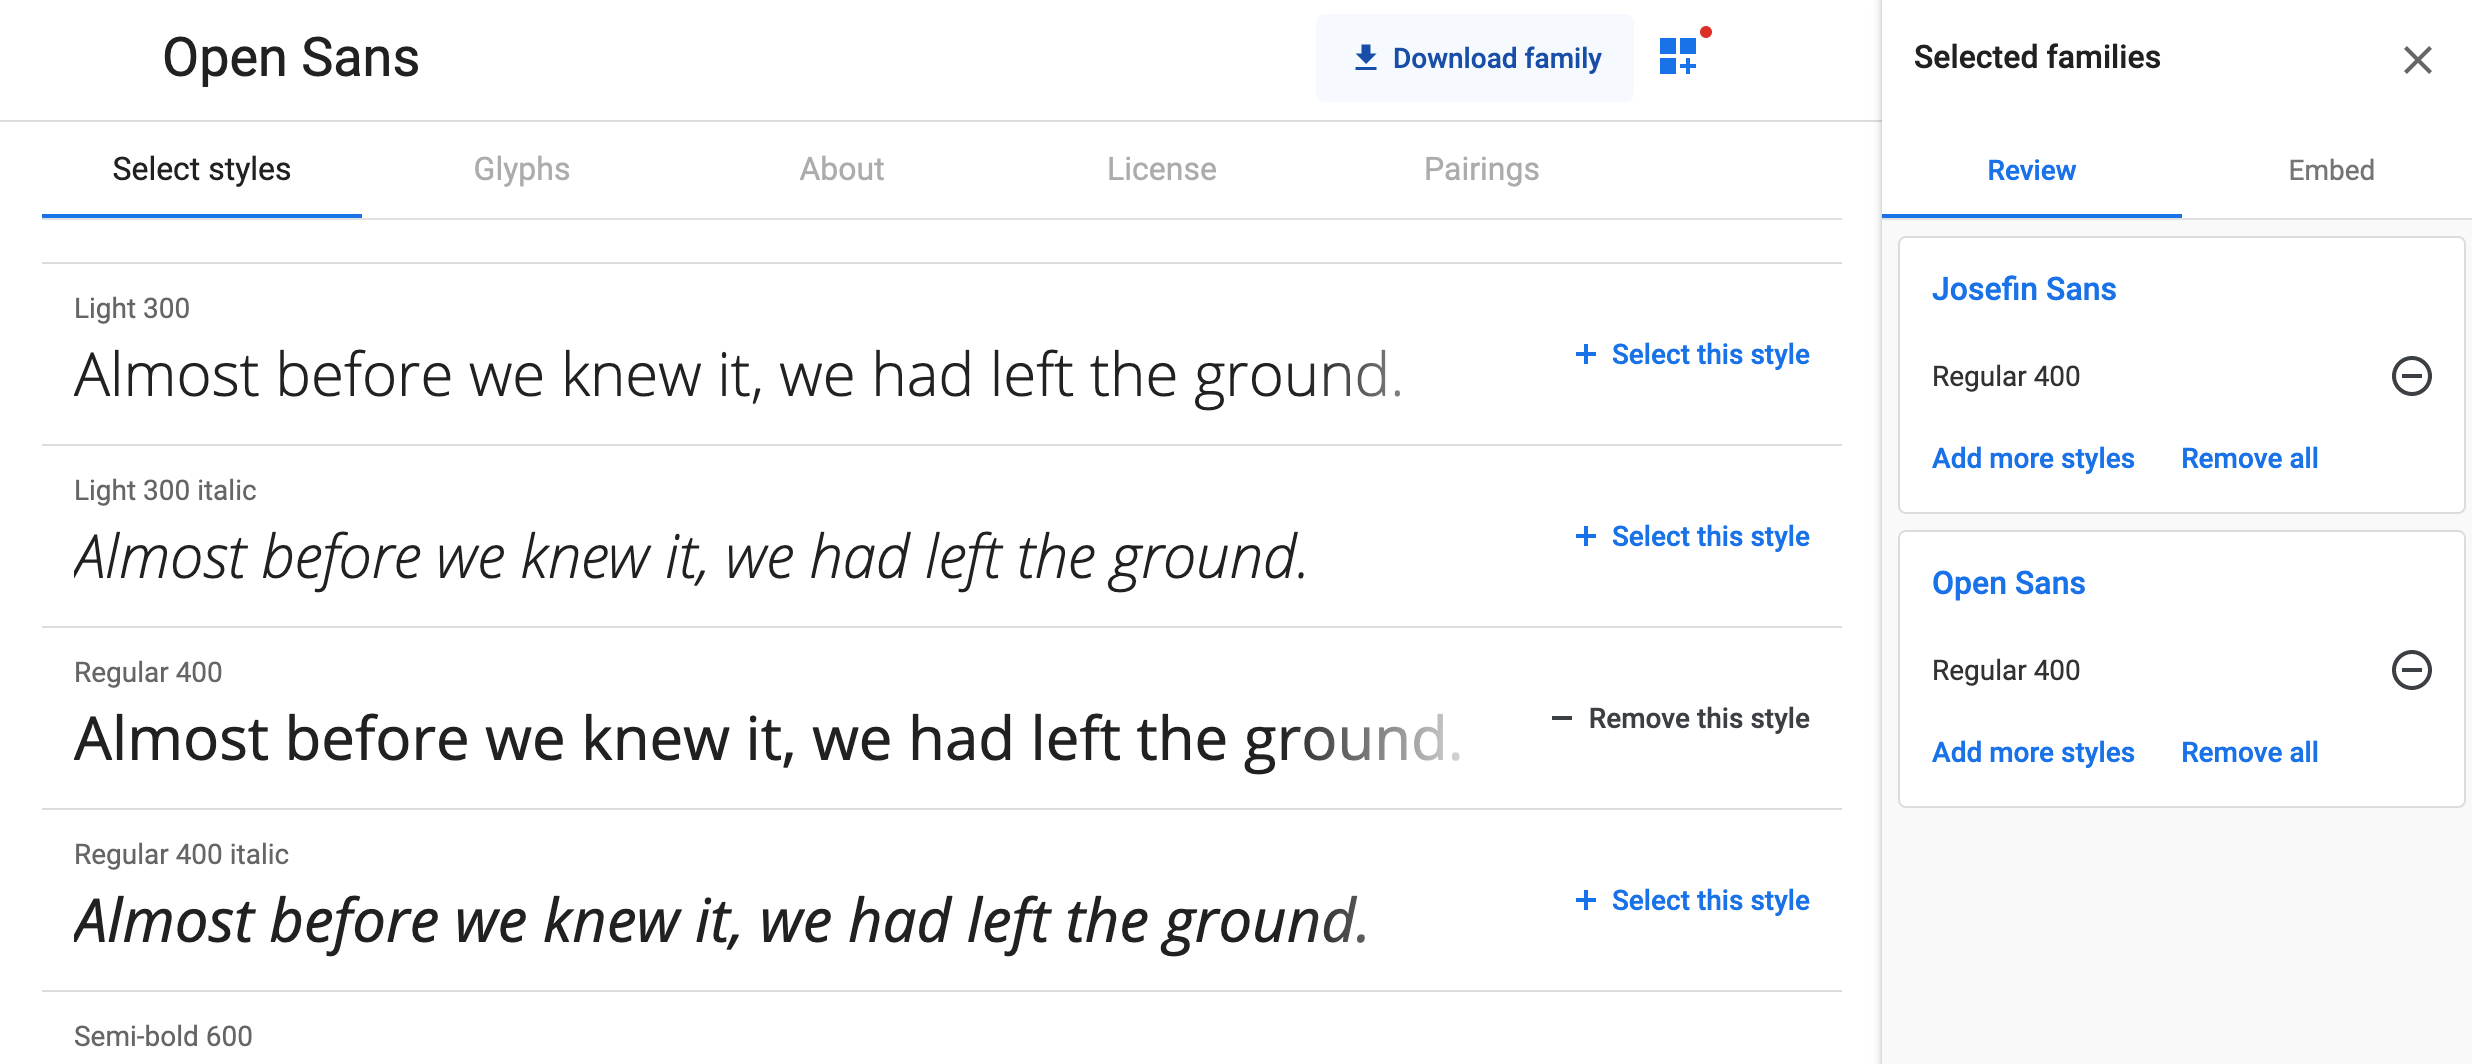 Open Sans
Download family
Select styles
Glyphs
About
License
Pairings
Light 300
Almost before we knew it, we had left the ground.
+ Select this style
Light 300 italic
Almost before we knew it, we had left the ground.
+ Select this style
Regular 400
Almost before we knew it, we had left the ground.
− Remove this style
Regular 400 italic
Almost before we knew it, we had left the ground.
+ Select this style
Semi-bold 600
Selected families
Review
Embed
Josefin Sans
Regular 400
Add more styles
Remove all
Open Sans
Regular 400
Add more styles
Remove all